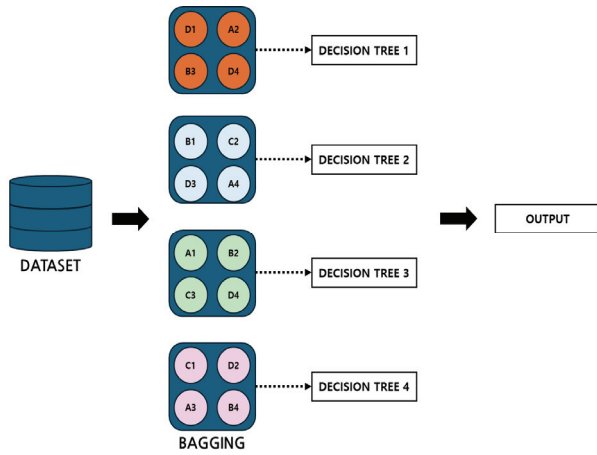 D1 A2
DECISION TREE 1
B3 D4
B1 C2
DECISION TREE 2
D3 A4
DATASET
OUTPUT
A1 B2
DECISION TREE 3
C3 D4
C1 D2
DECISION TREE 4
A3 B4
BAGGING